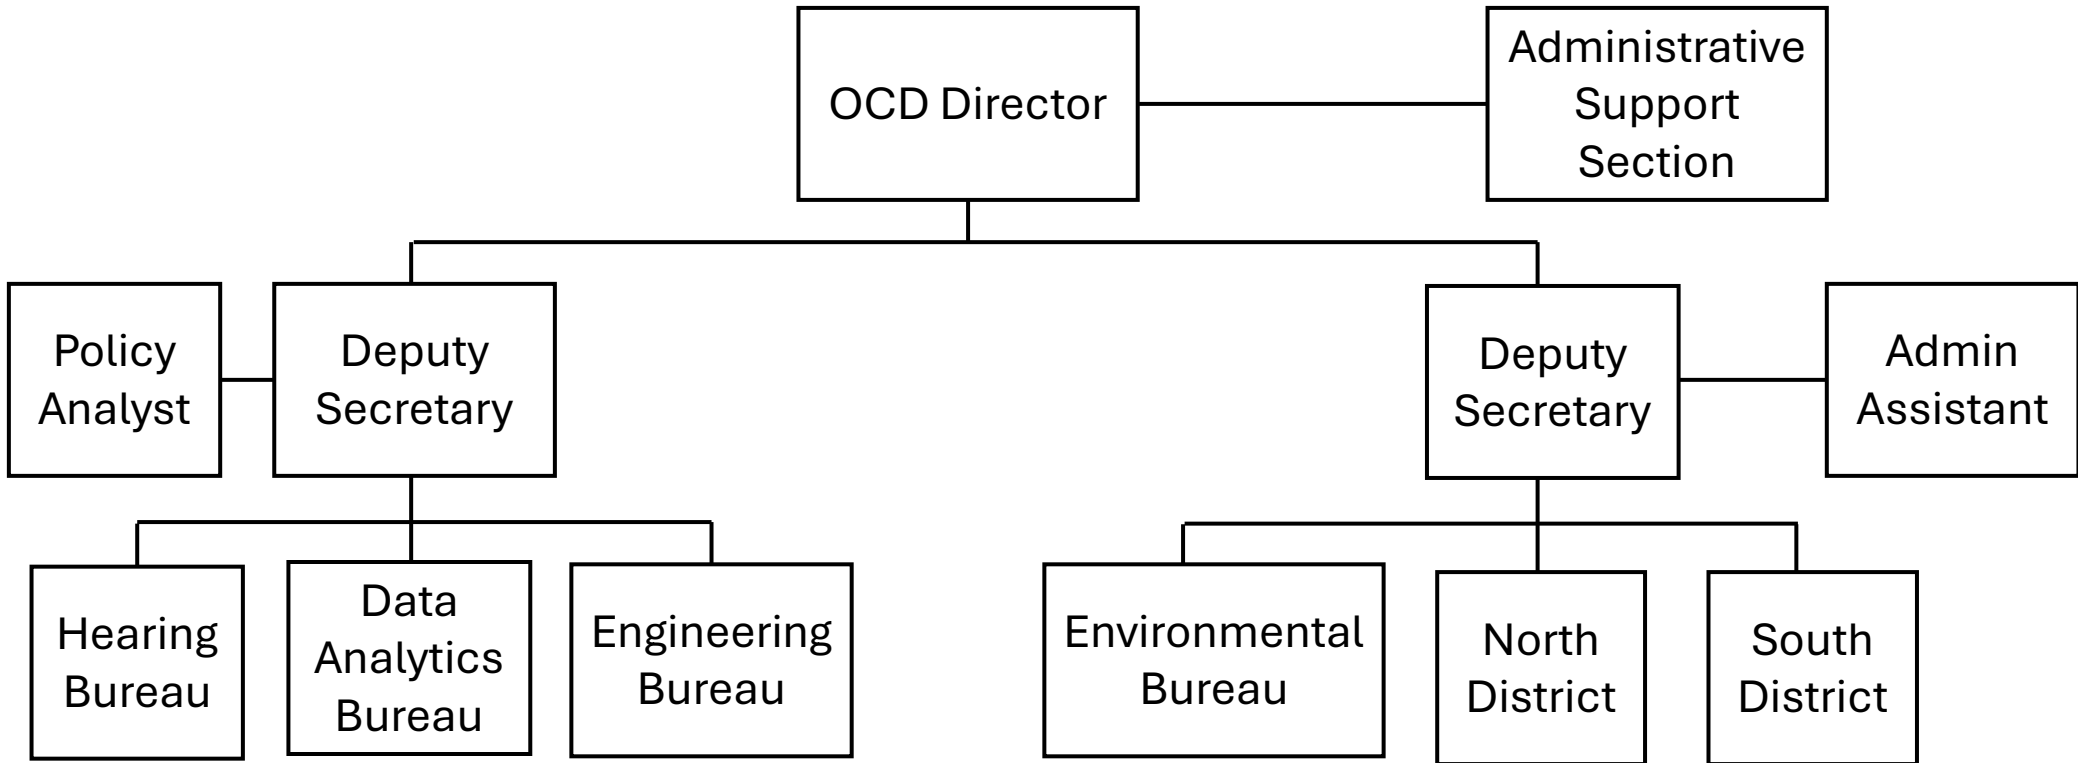 OCD Director
Administrative
Support
Section
Policy
Analyst
Deputy
Secretary
Deputy
Secretary
Admin
Assistant
Hearing
Bureau
Data
Analytics
Bureau
Engineering
Bureau
Environmental
Bureau
North
District
South
District